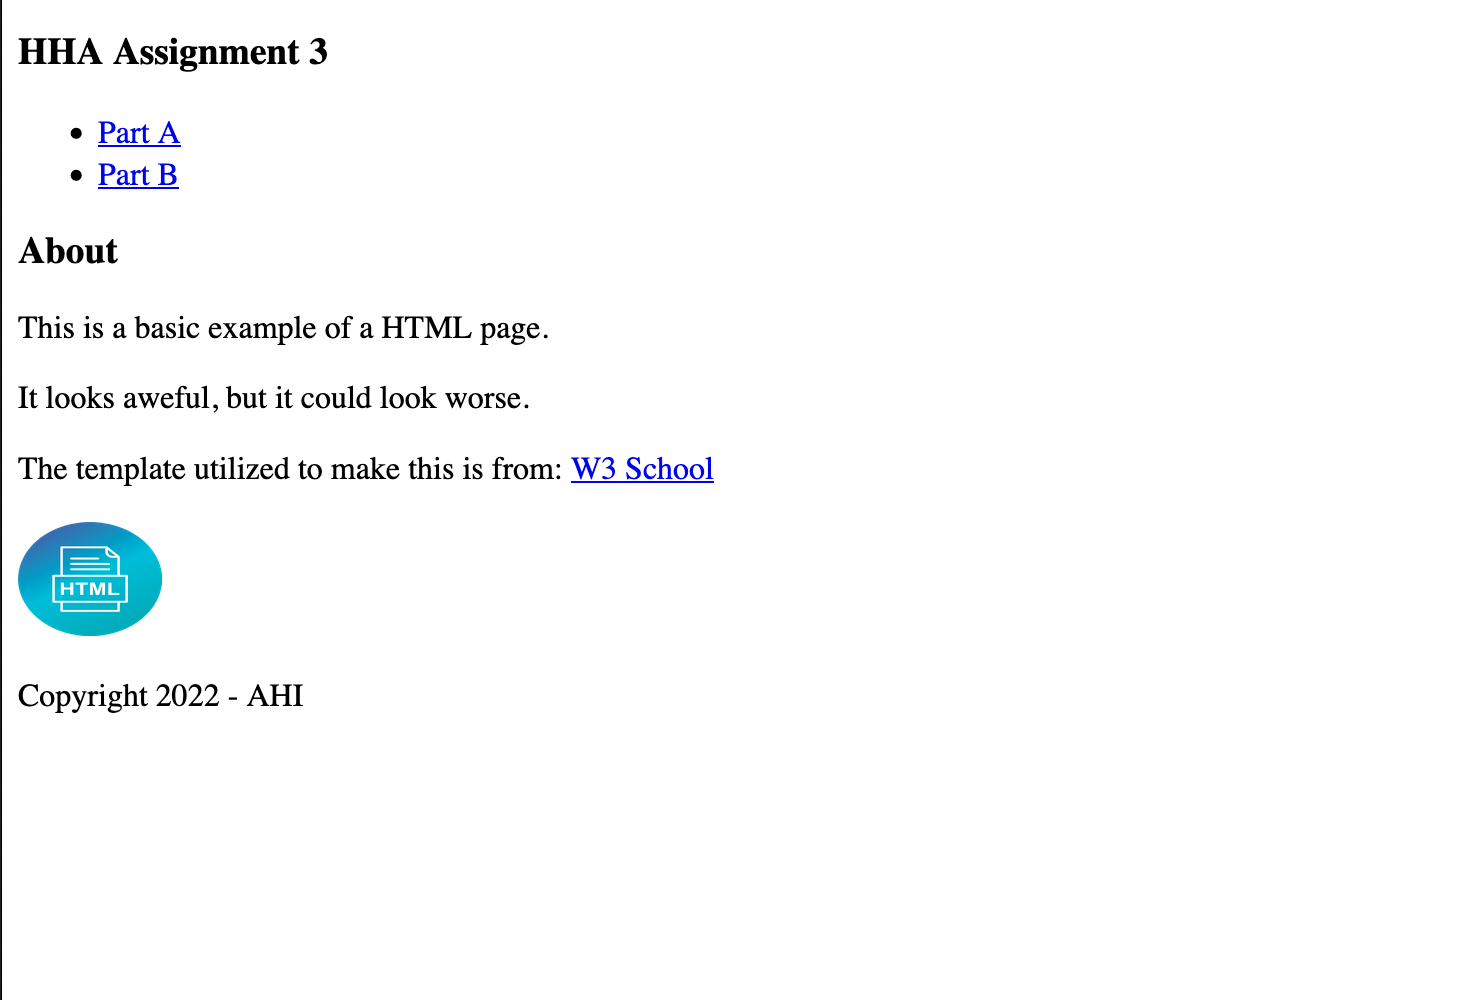 HHA Assignment 3
Part A
Part B
About
This is a basic example of a HTML page.
It looks aweful, but it could look worse.
The template utilized to make this is from: W3 School
HTML
Copyright 2022 - AHI